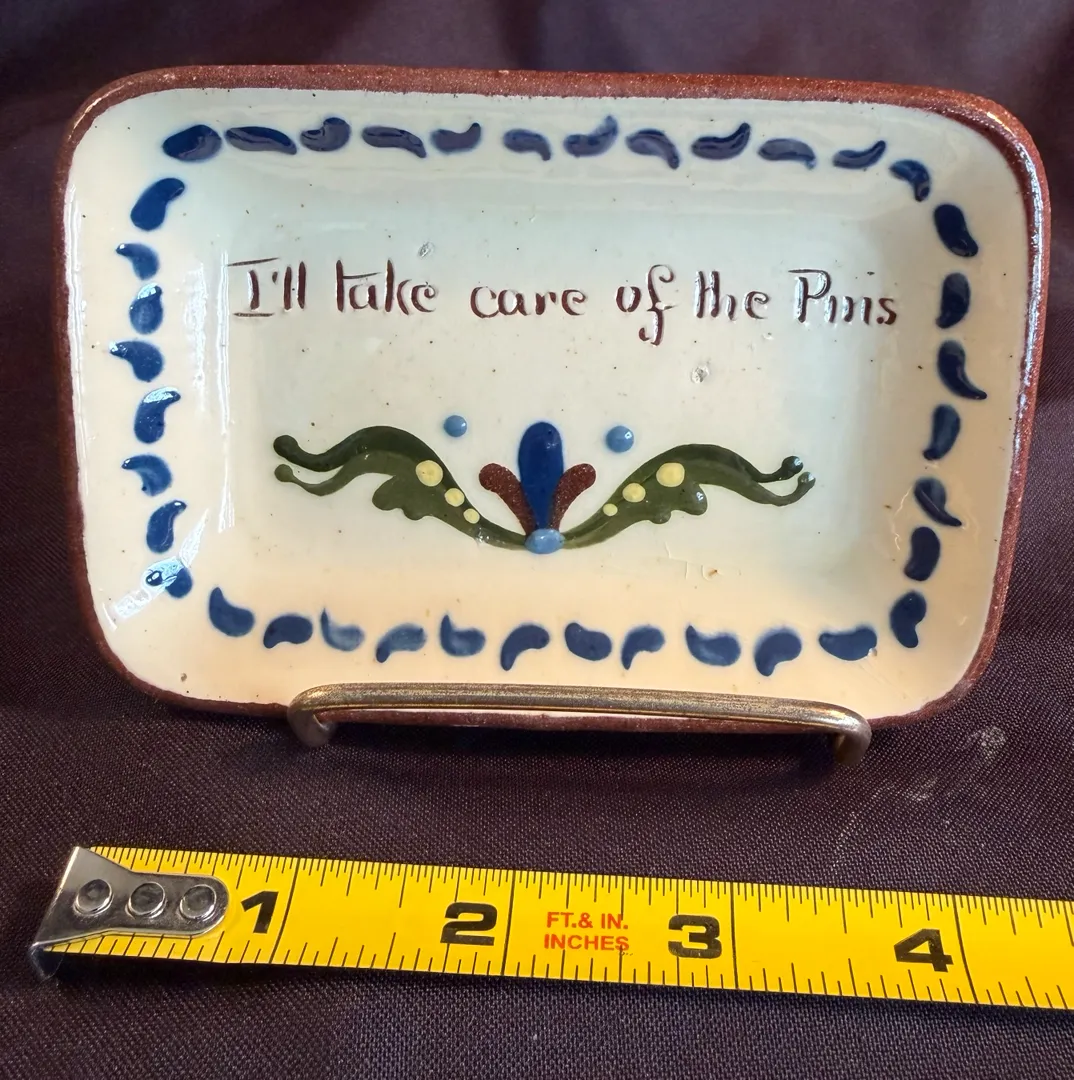 I'll take care of the Pins
1 2 FT.& IN. 3 4
INCHES